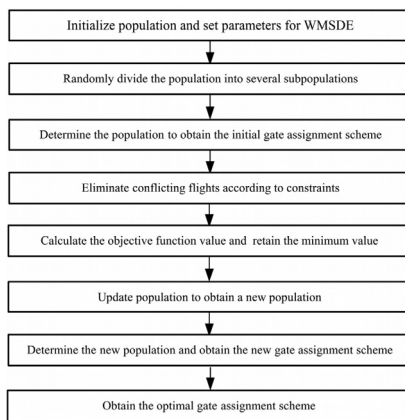 Initialize population and set parameters for WMSDE
Randomly divide the population into several subpopulations
Determine the population to obtain the initial gate assignment scheme
Eliminate conflicting flights according to constraints
Calculate the objective function value and retain the minimum value
Update population to obtain a new population
Determine the new population and obtain the new gate assignment scheme
Obtain the optimal gate assignment scheme